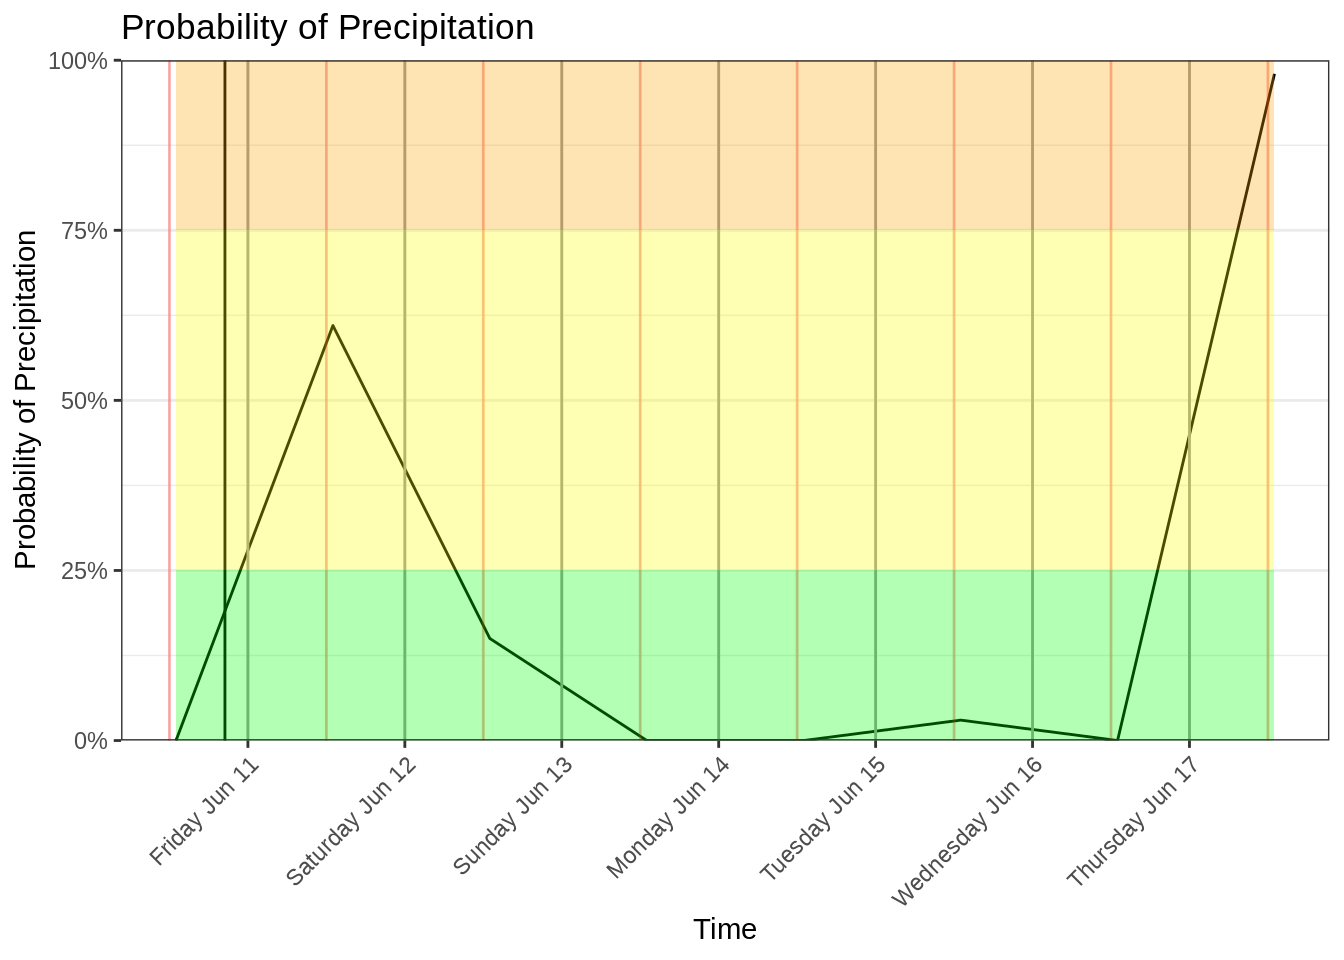 Probability of Precipitation
100%
75%
50%
25%
0%
Probability of Precipitation
Friday Jun 11
Saturday Jun 12
Sunday Jun 13
Monday Jun 14
Tuesday Jun 15
Wednesday Jun 16
Thursday Jun 17
Time